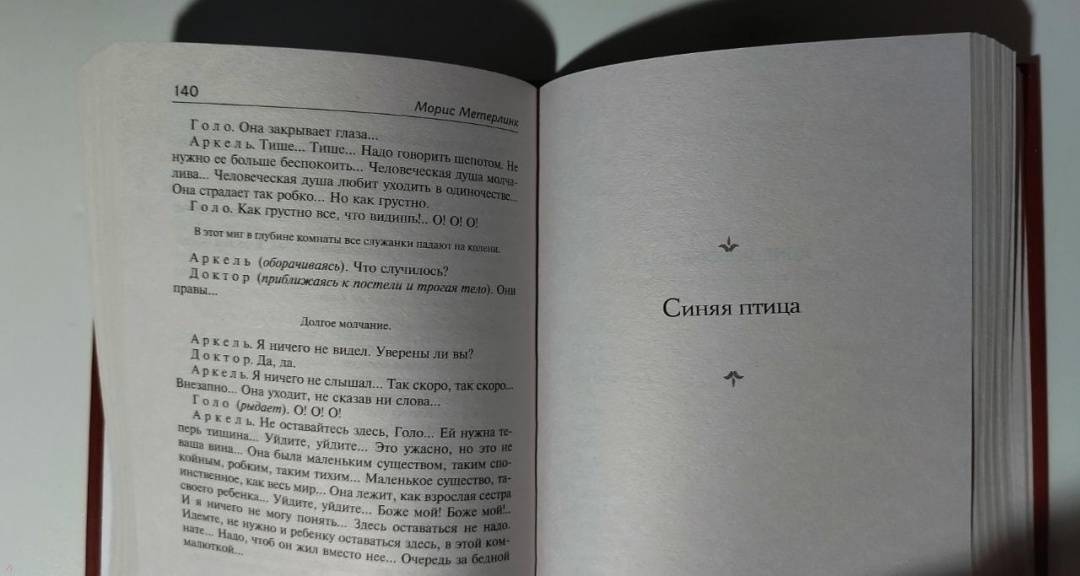 140
Морис Метерлинк
Голо. Она закрывает глаза...
Аркель. Тише... Тише... Надо говорить шепотом. Не
нужно ее больше беспокоить... Человеческая душа молча-
лива... Человеческая душа любит уходить в одиночестве...
Она страдает так робко... Но как грустно.
Голо. Как грустно все, что видишь!.. О! О! О!
В этот миг в глубине комнаты все служанки падают на колени.
Аркель (оборачиваясь). Что случилось?
Доктор (приближаясь к постели и трогая тело). Они
правы...
Долгое молчание.
Аркель. Я ничего не видел. Уверены ли вы?
Доктор. Да, да.
Аркель. Я ничего не слышал... Так скоро, так скоро...
Внезапно... Она уходит, не сказав ни слова...
Голо (рыдает). О! О! О!
Аркель. Не оставайтесь здесь, Голо... Ей нужна те-
перь тишина... Уйдите, уйдите... Это ужасно, но это не
ваша вина... Она была маленьким существом, таким спо-
койным, робким, таким тихим... Маленькое существо, та-
инственное, как весь мир... Она лежит, как взрослая сестра
своего ребенка... Уйдите, уйдите... Боже мой! Боже мой!..
И я ничего не могу понять... Здесь оставаться не надо.
Идемте, не нужно и ребенку оставаться здесь, в этой ком-
нате... Надо, чтоб он жил вместо нее... Очередь за бедной
малюткой...
Синяя птица